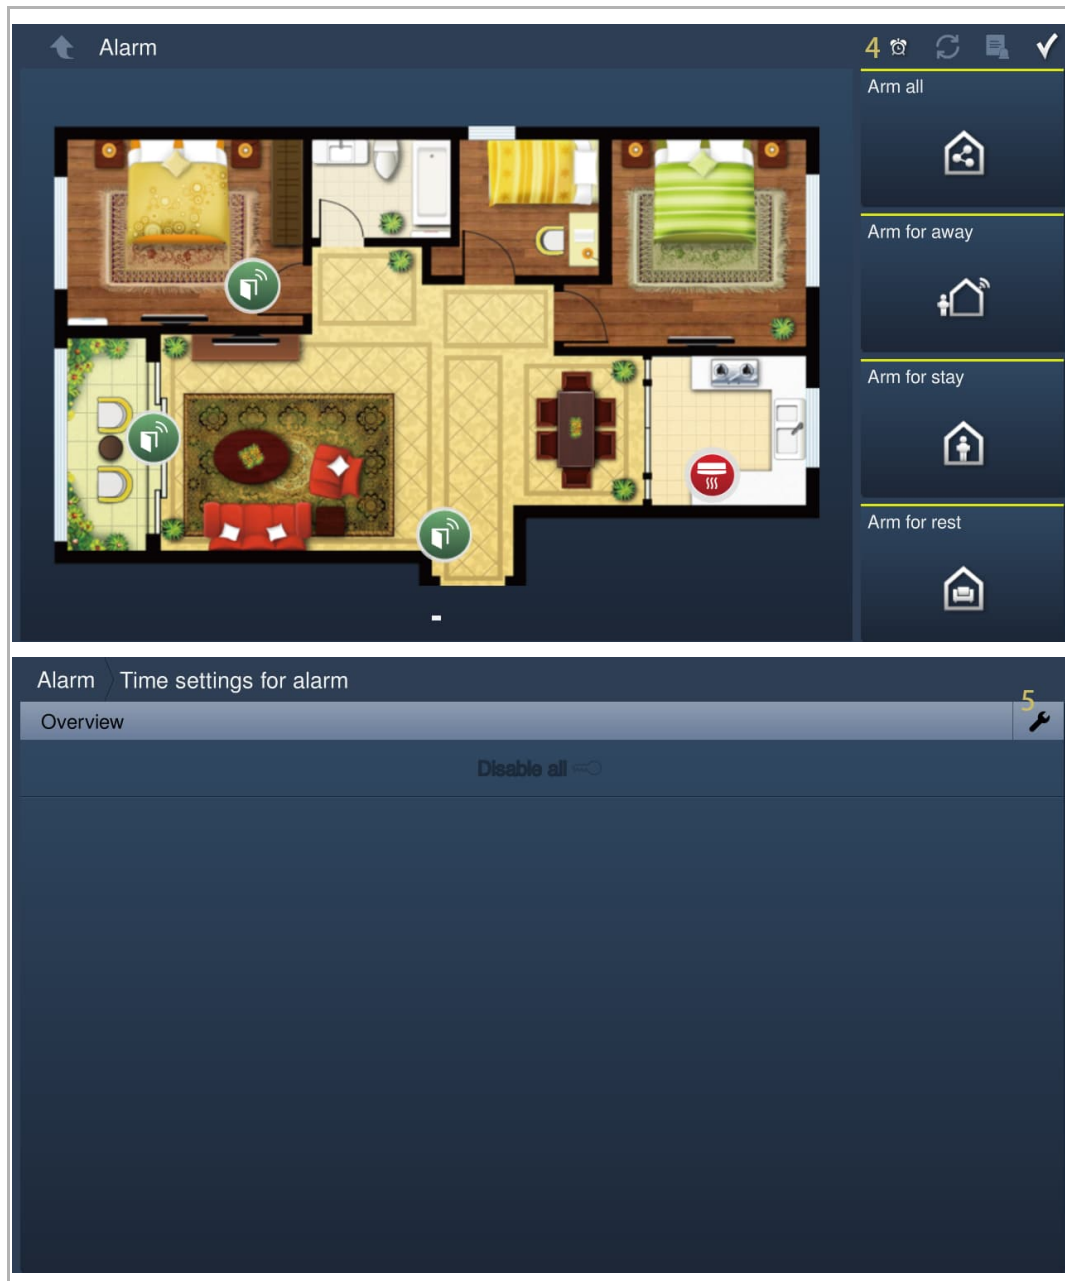 Alarm
4
Arm all
Arm for away
Arm for stay
Arm for rest
Alarm
Time settings for alarm
5
Overview
Disable all